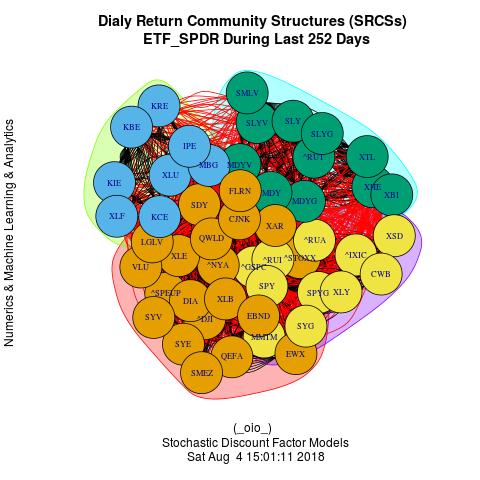 Dialy Return Community Structures (SRCSs)
ETF_SPDR During Last 252 Days
Numerics & Machine Learning & Analytics
SMLV
KRE
KBE
SLYV
SLY
SLYG
IPE
^RUT
XTL
MBG
MDYV
XLU
KIE
FLRN
XHE
XBI
MDY
MDYG
SDY
XLF
KCE
CJNK
XAR
XSD
LGLV
QWLD
^RUA
XLE
^IXIC
^STOXX
^RUI
^GSPC
^NYA
VLU
CWB
SPY
^SPEUP
SPYG
XLY
DIA
XLB
SYV
^DJI
EBND
SYG
MMTM
SYE
QEFA
EWX
SMEZ
(_oIo_)
Stochastic Discount Factor Models
Sat Aug  4 15:01:11 2018